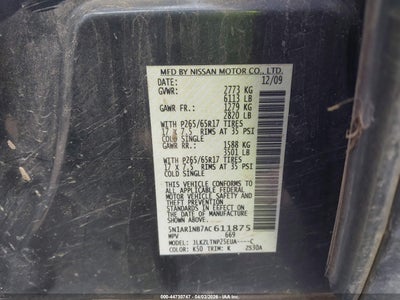 MFD BY NISSAN MOTOR CO., LTD.
DATE: 12/09
GVWR: 2773 KG
6113 LB
GAWR FR.: 1279 KG
2820 LB
WITH P265/65R17 TIRES
17 X 7.5 RIMS AT 35 PSI
COLD SINGLE
GAWR RR.: 1588 KG
3501 LB
WITH P265/65R17 TIRES
17 X 7.5 RIMS AT 35 PSI
COLD SINGLE
THIS VEHICLE CONFORMS TO ALL
APPLICABLE FEDERAL MOTOR
VEHICLE SAFETY AND THEFT
PREVENTION STANDARDS IN
EFFECT ON THE DATE OF
MANUFACTURE SHOWN ABOVE.
5N1AR1NB7AC611875
MPV 669
MODEL:
COLOR: K50 TRIM: K 2930A
ID: 000-44730747 - 04/03/2026 - © IAA, Inc.